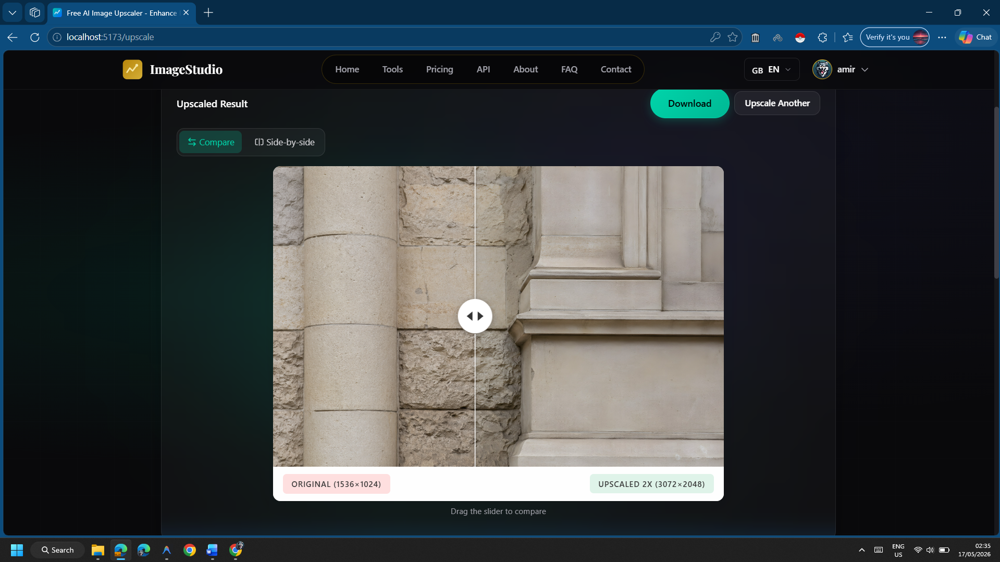 Free AI Image Upscaler - Enhance
localhost:5173/upscale
Verify it's you
Chat
ImageStudio
Home
Tools
Pricing
API
About
FAQ
Contact
GB EN
amir
Upscaled Result
Download
Upscale Another
Compare
Side-by-side
ORIGINAL (1536×1024)
UPSCALED 2X (3072×2048)
Drag the slider to compare
Search
ENG
US
02:35
17/05/2026